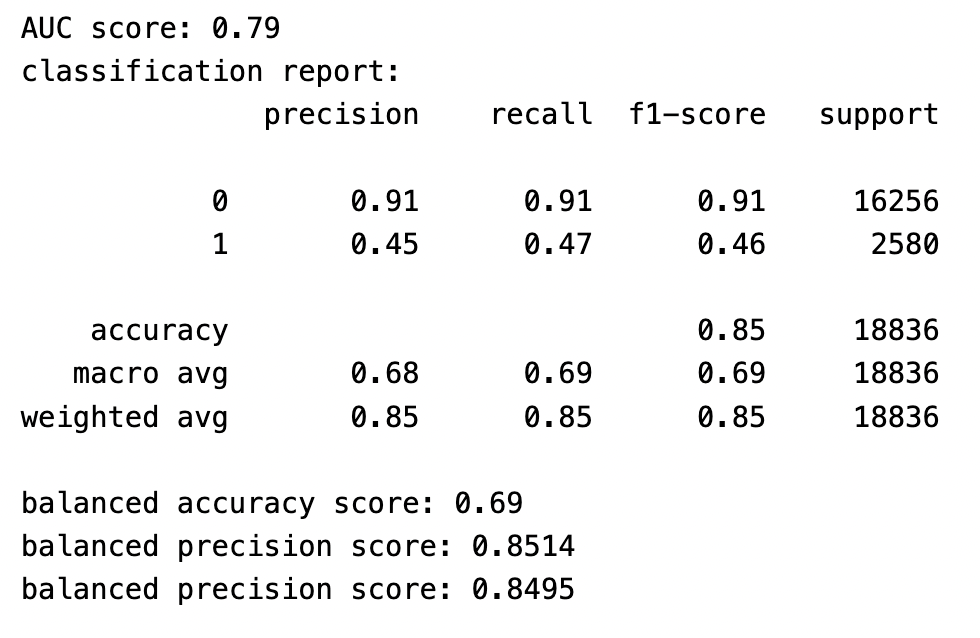 AUC score: 0.79
classification report:
precision recall f1-score support
0 0.91 0.91 0.91 16256
1 0.45 0.47 0.46 2580
accuracy 0.85 18836
macro avg 0.68 0.69 0.69 18836
weighted avg 0.85 0.85 0.85 18836
balanced accuracy score: 0.69
balanced precision score: 0.8514
balanced precision score: 0.8495